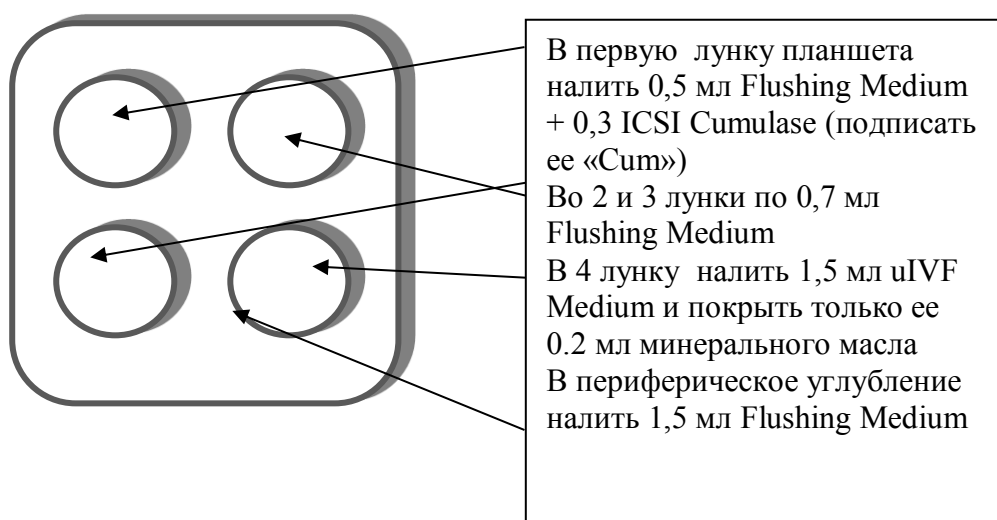 В первую лунку планшета
налить 0,5 мл Flushing Medium
+ 0,3 ICSI Cumulase (подписать
ее «Cum»)
Во 2 и 3 лунки по 0,7 мл
Flushing Medium
В 4 лунку налить 1,5 мл uIVF
Medium и покрыть только ее
0.2 мл минерального масла
В периферическое углубление
налить 1,5 мл Flushing Medium